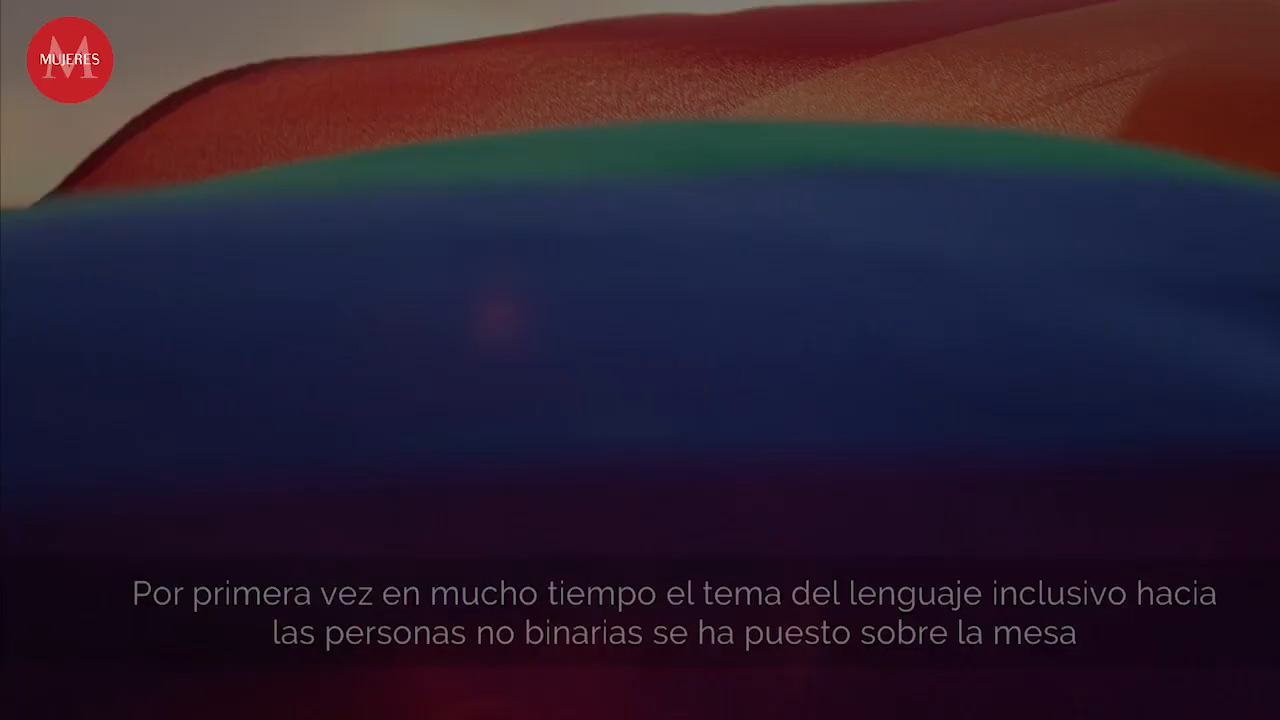 MUJERES
M
Por primera vez en mucho tiempo el tema del lenguaje inclusivo hacia
las personas no binarias se ha puesto sobre la mesa